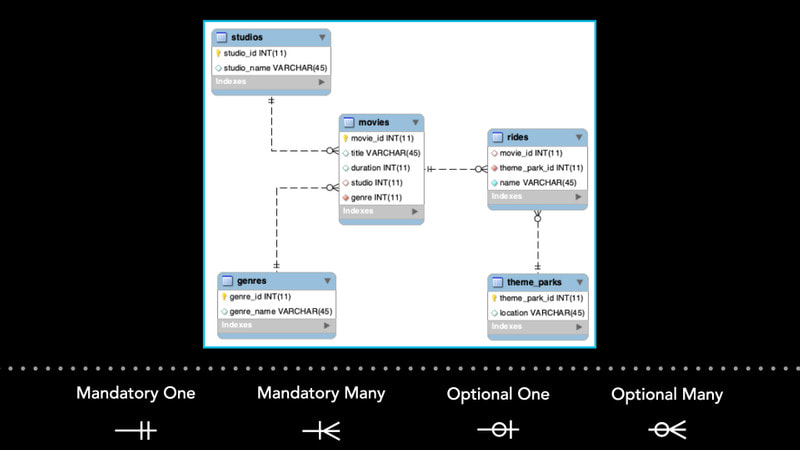 studios
studio_id INT(11)
studio_name VARCHAR(45)
Indexes
movies
movie_id INT(11)
title VARCHAR(45)
duration INT(11)
studio INT(11)
genre INT(11)
Indexes
rides
movie_id INT(11)
theme_park_id INT(11)
name VARCHAR(45)
Indexes
genres
genre_id INT(11)
genre_name VARCHAR(45)
Indexes
theme_parks
theme_park_id INT(11)
location VARCHAR(45)
Indexes
Mandatory One Mandatory Many Optional One Optional Many